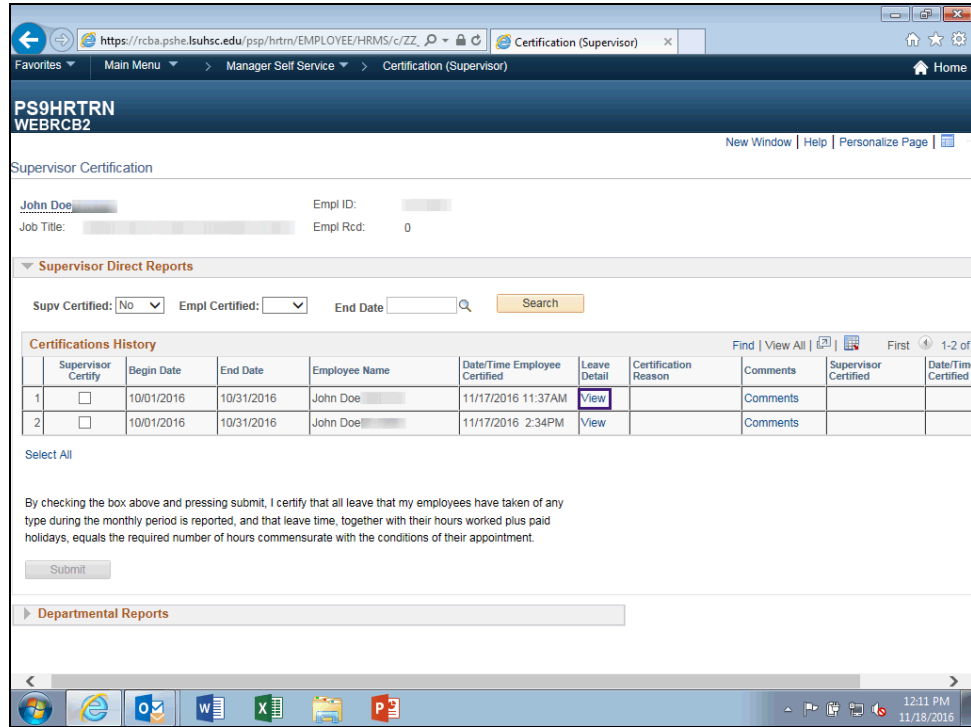 https://rcba.pshe.lsuhsc.edu/psp/hrtrn/EMPLOYEE/HRMS/c/ZZ_
Certification (Supervisor)
Favorites Main Menu > Manager Self Service > Certification (Supervisor) Home
PS9HRTRN
WEBRCB2
New Window | Help | Personalize Page |
Supervisor Certification
John Doe Empl ID:
Job Title: Empl Rcd: 0
Supervisor Direct Reports
Supv Certified: No Empl Certified: End Date Search
Certifications History Find | View All | First 1-2 of
Supervisor Certify Begin Date End Date Employee Name Date/Time Employee Certified Leave Detail Certification Reason Comments Supervisor Certified Date/Tim Certified
1 10/01/2016 10/31/2016 John Doe 11/17/2016 11:37AM View Comments
2 10/01/2016 10/31/2016 John Doe 11/17/2016 2:34PM View Comments
Select All
By checking the box above and pressing submit, I certify that all leave that my employees have taken of any
type during the monthly period is reported, and that leave time, together with their hours worked plus paid
holidays, equals the required number of hours commensurate with the conditions of their appointment.
Submit
Departmental Reports
12:11 PM
11/18/2016